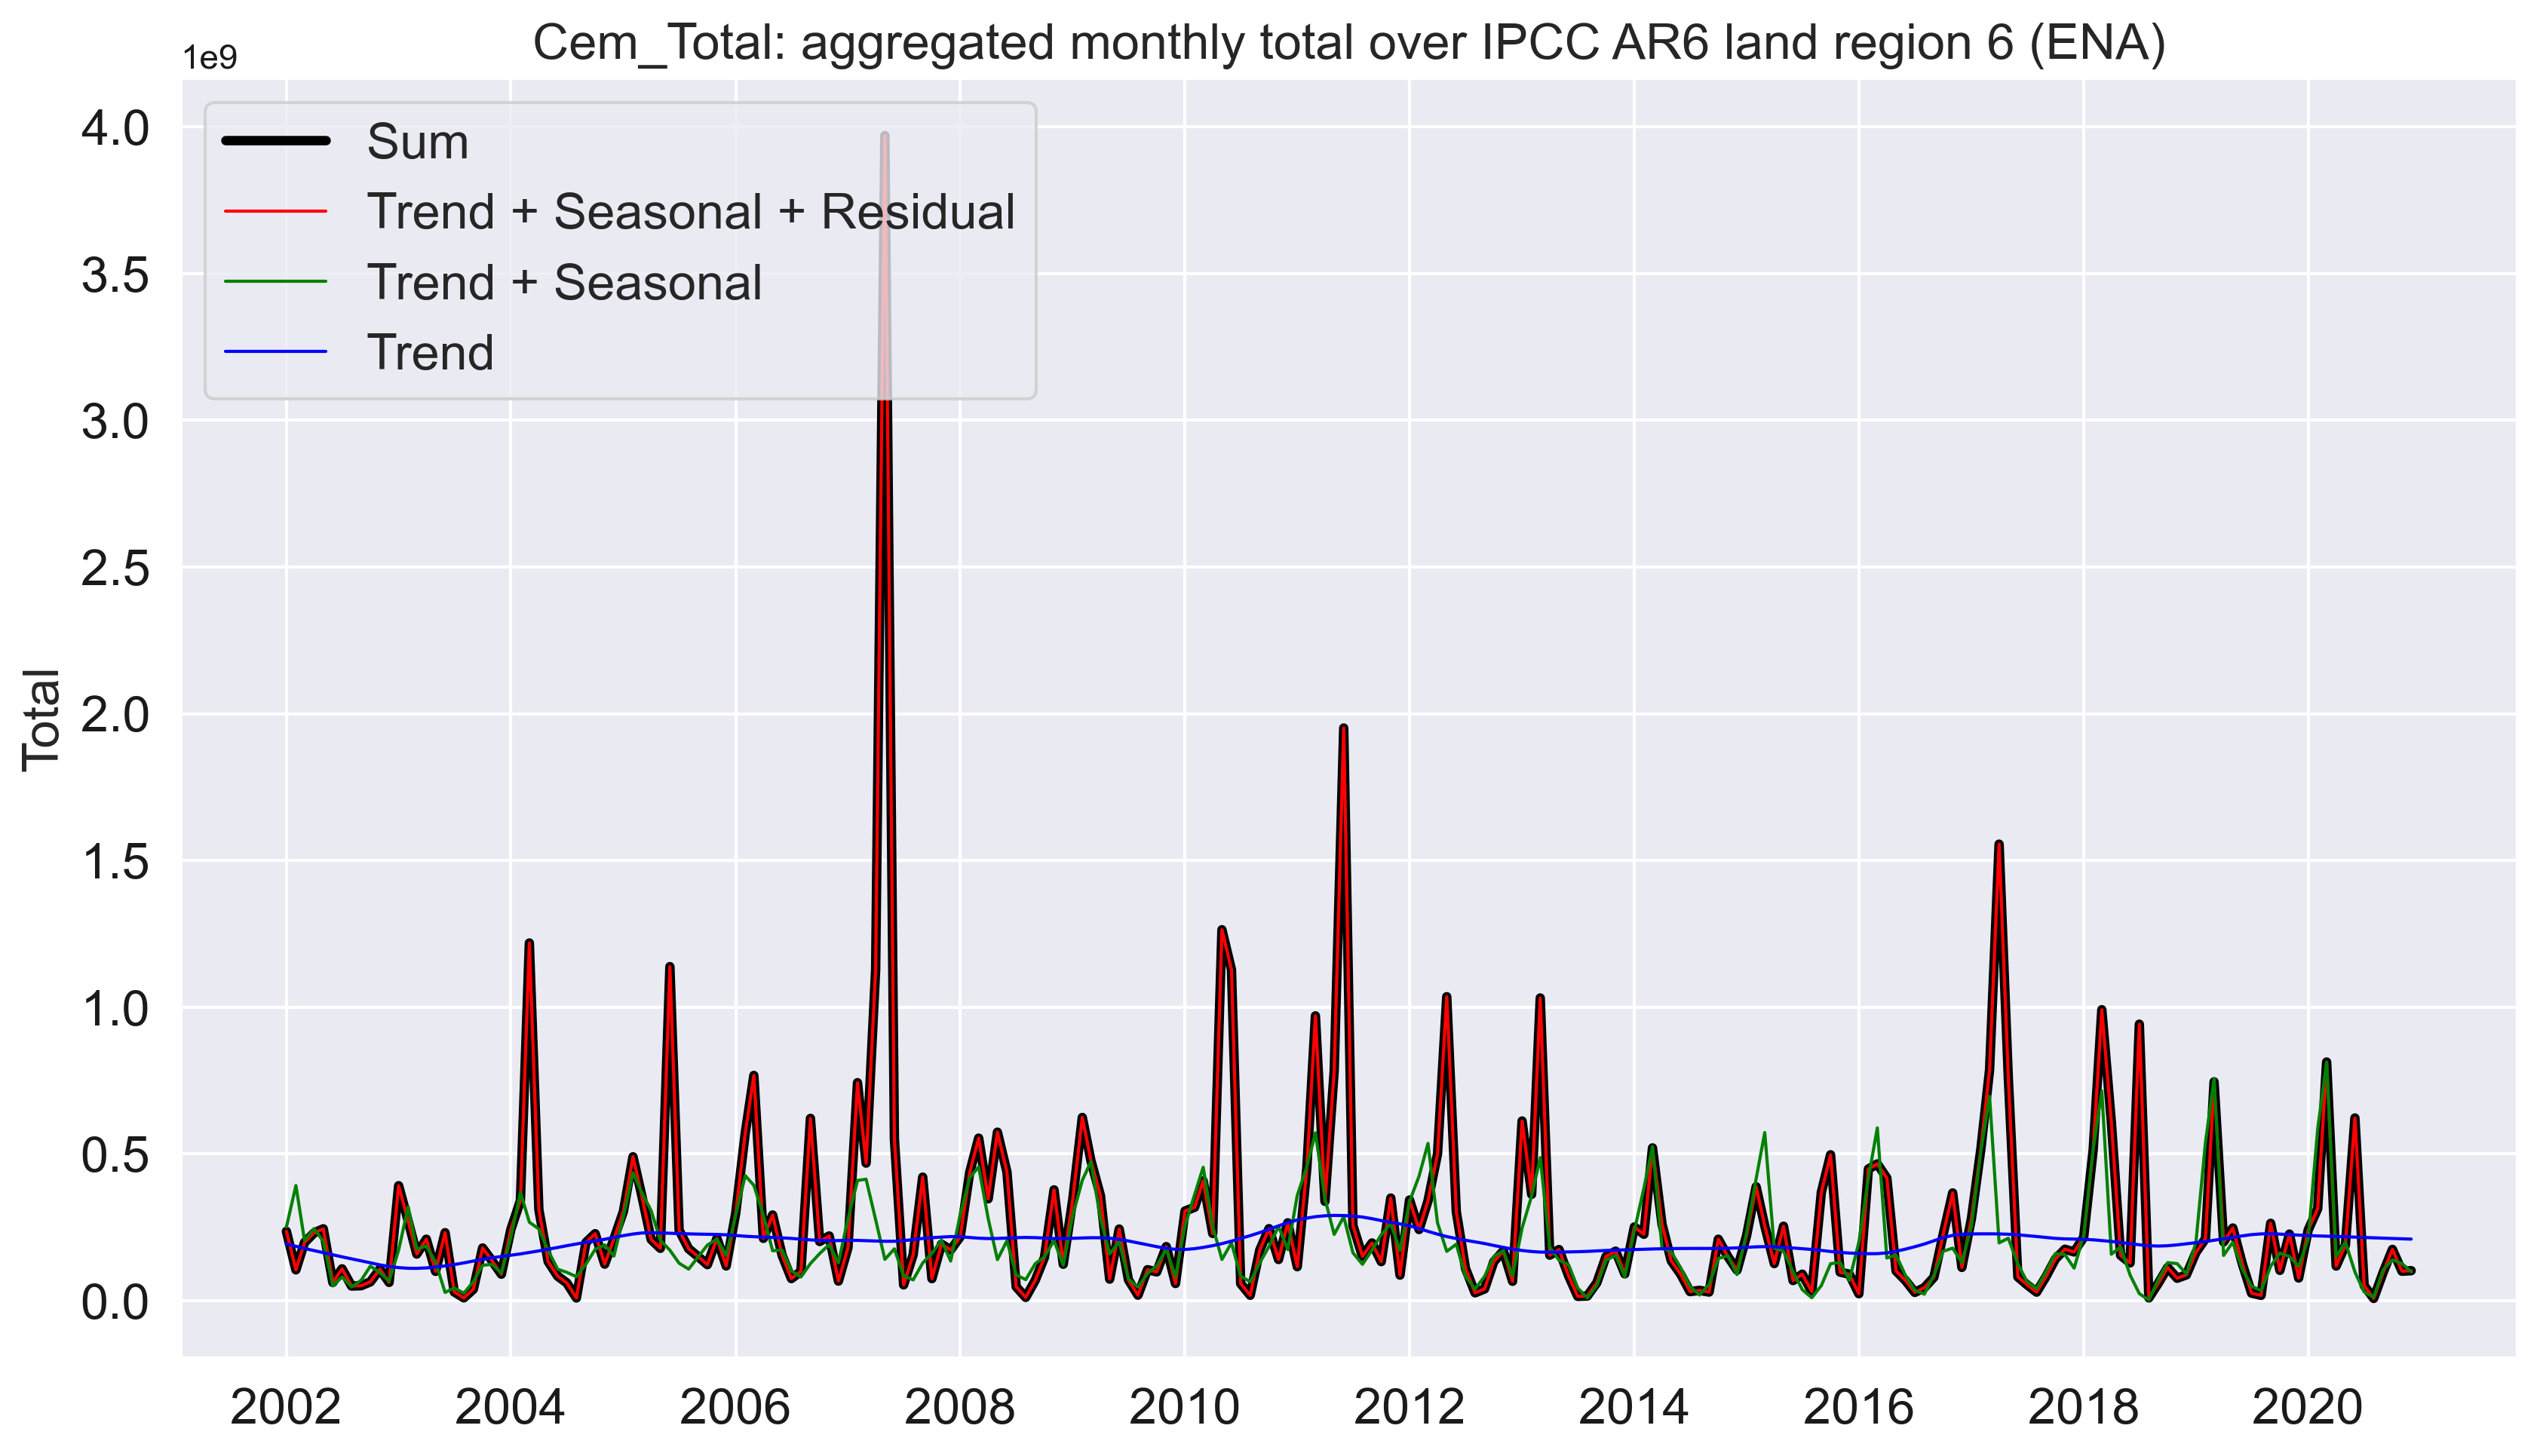 Cem_Total: aggregated monthly total over IPCC AR6 land region 6 (ENA)
1e9
Sum
Trend + Seasonal + Residual
Trend + Seasonal
Trend
4.0
3.5
3.0
2.5
2.0
1.5
1.0
0.5
0.0
Total
2002 2004 2006 2008 2010 2012 2014 2016 2018 2020